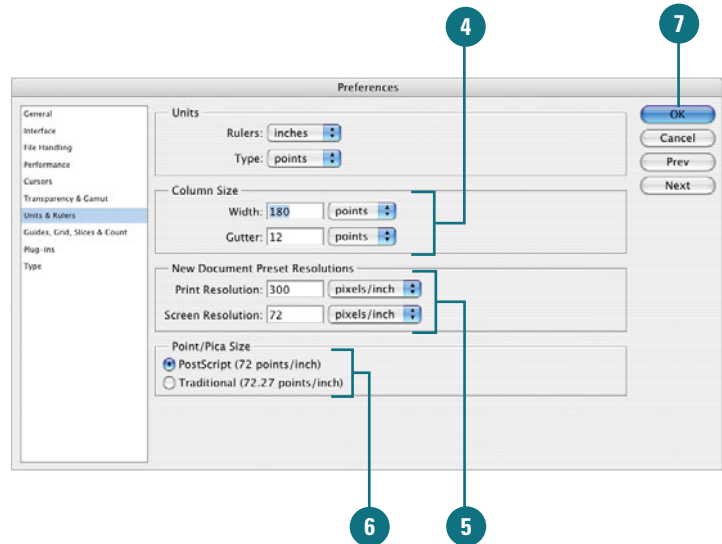 4
7
Preferences
General
Interface
File Handling
Performance
Cursors
Transparency & Gamut
Units & Rulers
Guides, Grid, Slices & Count
Plug-Ins
Type
Units
Rulers: inches
Type: points
Column Size
Width: 180 points
Gutter: 12 points
New Document Preset Resolutions
Print Resolution: 300 pixels/inch
Screen Resolution: 72 pixels/inch
Point/Pica Size
PostScript (72 points/inch)
Traditional (72.27 points/inch)
OK
Cancel
Prev
Next
6
5